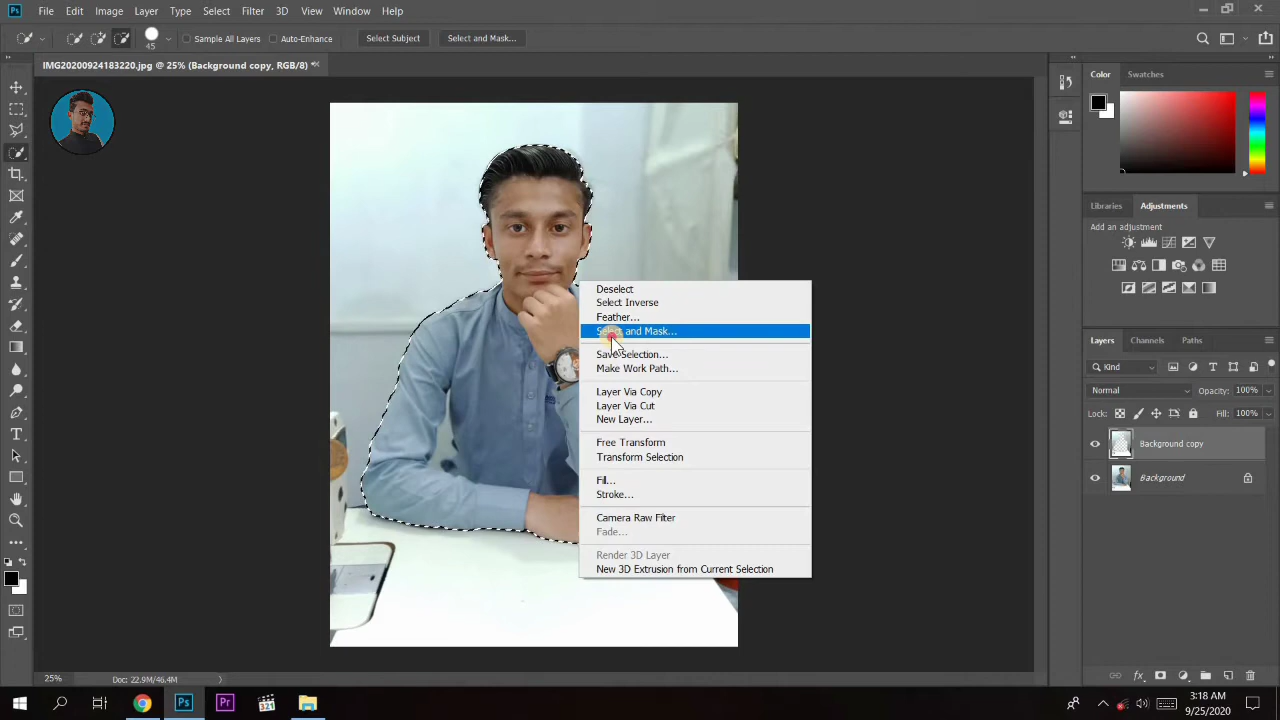 Ps File Edit Image Layer Type Select Filter 3D View Window Help
45 Sample All Layers Auto-Enhance Select Subject Select and Mask...
IMG20200924183220.jpg @ 25% (Background copy, RGB/8) *
Color Swatches
Libraries Adjustments
Add an adjustment
Deselect
Select Inverse
Feather...
Select and Mask...
Save Selection...
Make Work Path...
Layer Via Copy
Layer Via Cut
New Layer...
Free Transform
Transform Selection
Fill...
Stroke...
Camera Raw Filter
Fade...
Render 3D Layer
New 3D Extrusion from Current Selection
Layers Channels Paths
Kind
Normal Opacity: 100%
Lock: Fill: 100%
Background copy
Background
fx
25% Doc: 22.9M/46.4M
Ps Pr 3:18 AM
9/25/2020